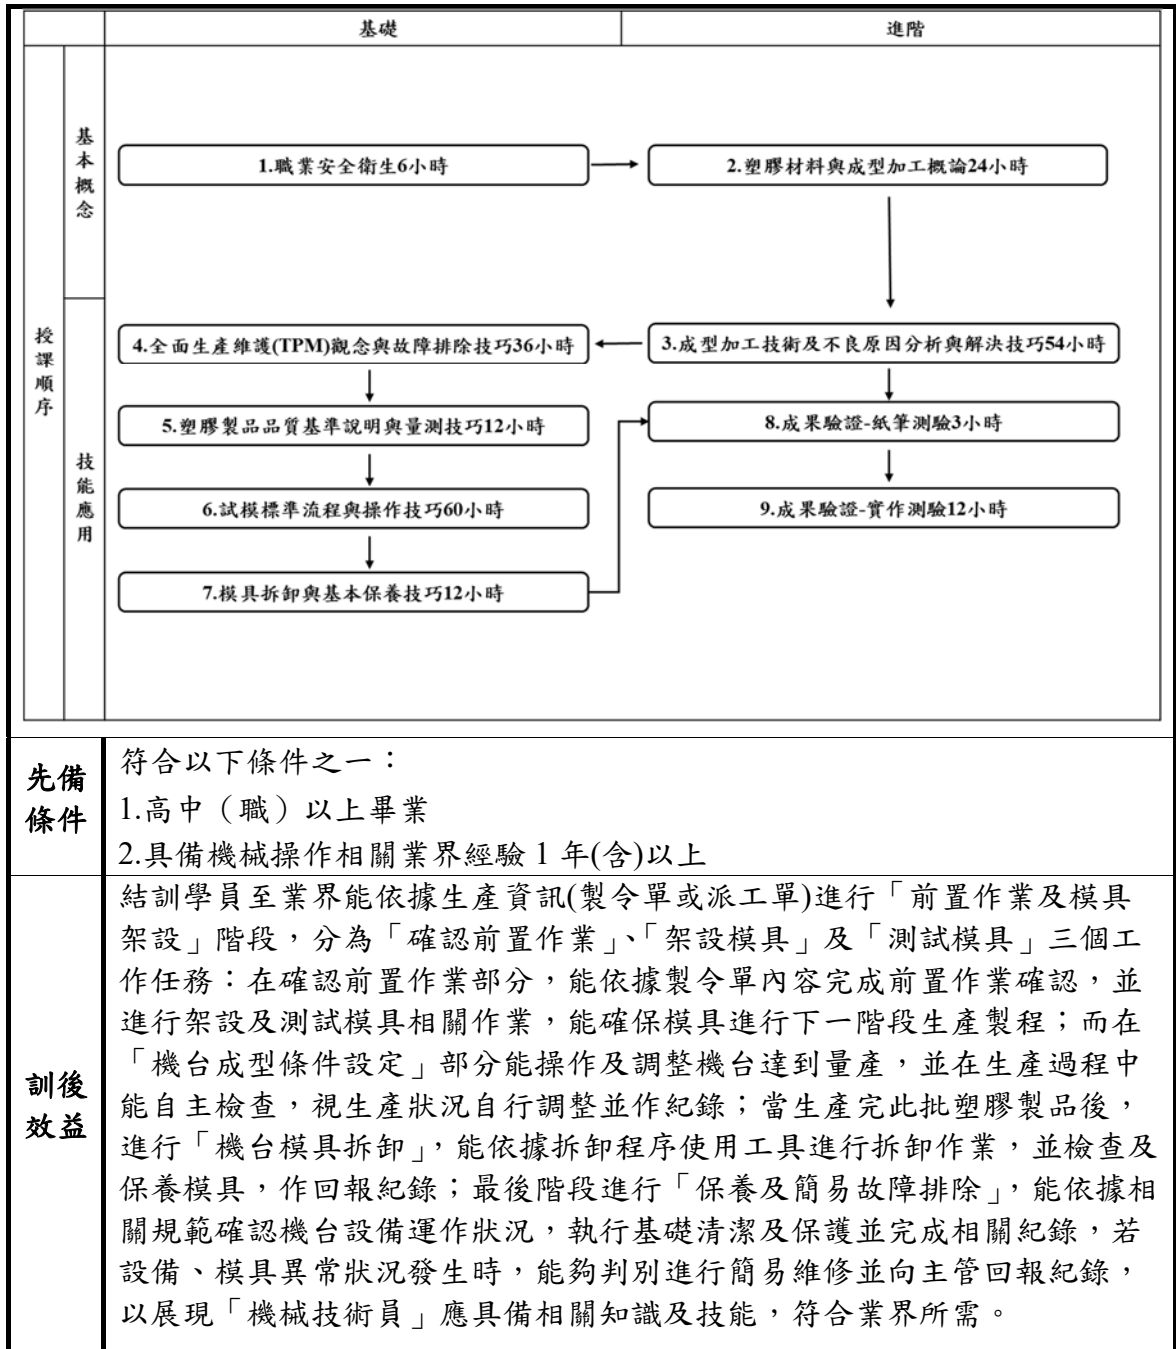 基礎
進階
授課順序
基本概念
1.職業安全衛生6小時
2.塑膠材料與成型加工概論24小時
技能應用
4.全面生產維護(TPM)觀念與故障排除技巧36小時
3.成型加工技術及不良原因分析與解決技巧54小時
5.塑膠製品品質基準說明與量測技巧12小時
8.成果驗證-紙筆測驗3小時
6.試模標準流程與操作技巧60小時
9.成果驗證-實作測驗12小時
7.模具拆卸與基本保養技巧12小時
先備
條件
符合以下條件之一：
1.高中（職）以上畢業
2.具備機械操作相關業界經驗 1 年(含)以上
訓後
效益
結訓學員至業界能依據生產資訊(製令單或派工單)進行「前置作業及模具
架設」階段，分為「確認前置作業」、「架設模具」及「測試模具」三個工
作任務：在確認前置作業部分，能依據製令單內容完成前置作業確認，並
進行架設及測試模具相關作業，能確保模具進行下一階段生產製程；而在
「機台成型條件設定」部分能操作及調整機台達到量產，並在生產過程中
能自主檢查，視生產狀況自行調整並作紀錄；當生產完此批塑膠製品後，
進行「機台模具拆卸」，能依據拆卸程序使用工具進行拆卸作業，並檢查及
保養模具，作回報紀錄；最後階段進行「保養及簡易故障排除」，能依據相
關規範確認機台設備運作狀況，執行基礎清潔及保護並完成相關紀錄，若
設備、模具異常狀況發生時，能夠判別進行簡易維修並向主管回報紀錄，
以展現「機械技術員」應具備相關知識及技能，符合業界所需。